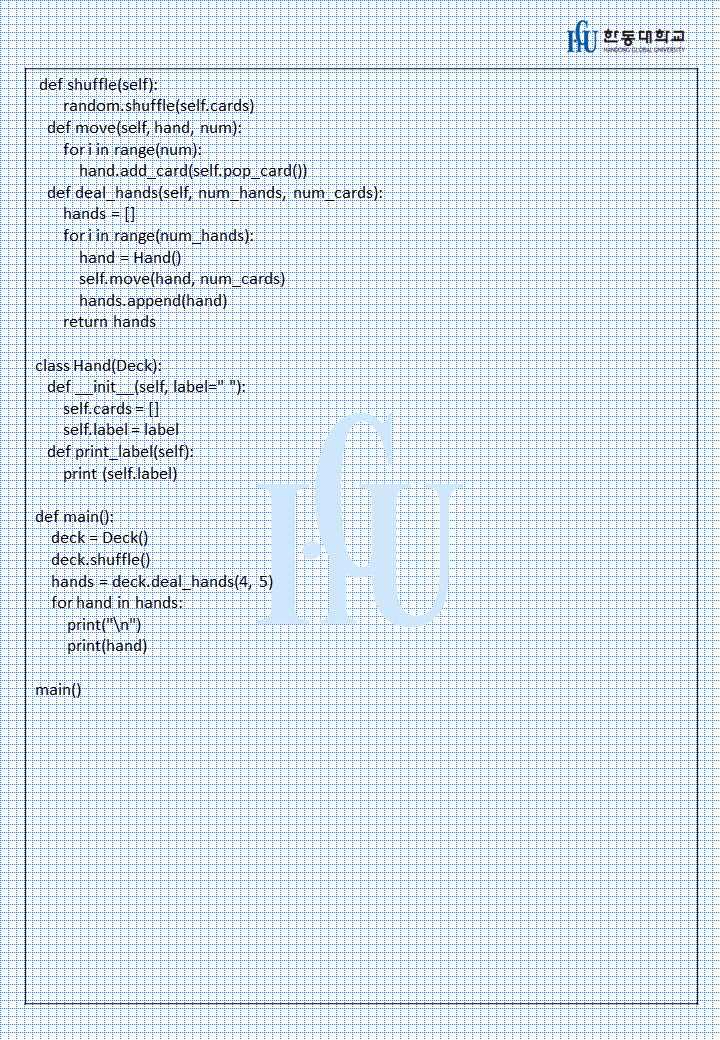 한동대학교
HANDONG GLOBAL UNIVERSITY
def shuffle(self):
random.shuffle(self.cards)
def move(self, hand, num):
for i in range(num):
hand.add_card(self.pop_card())
def deal_hands(self, num_hands, num_cards):
hands = []
for i in range(num_hands):
hand = Hand()
self.move(hand, num_cards)
hands.append(hand)
return hands
class Hand(Deck):
def __init__(self, label=" "):
self.cards = []
self.label = label
def print_label(self):
print (self.label)
def main():
deck = Deck()
deck.shuffle()
hands = deck.deal_hands(4, 5)
for hand in hands:
print("\n")
print(hand)
main()